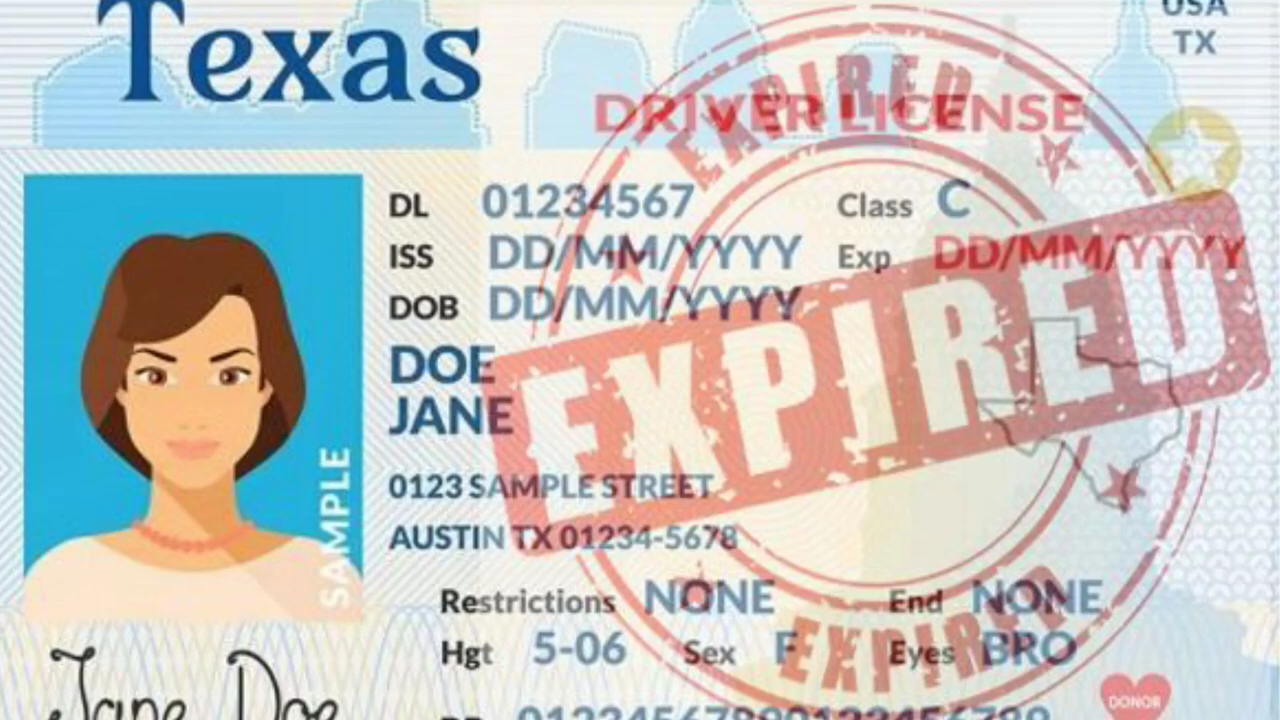 Texas
USA
TX
DRIVER LICENSE
EXPIRED
DL 01234567 Class C
ISS DD/MM/YYYY Exp DD/MM/YYYY
DOB DD/MM/YYYY
DOE
JANE
EXPIRED
0123 SAMPLE STREET
AUSTIN TX 01234-5678
SAMPLE
Restrictions NONE End NONE
Hgt 5-06 Sex F Eyes BRO
EXPIRED
Jane Doe
DONOR
DD 01234567890123456789